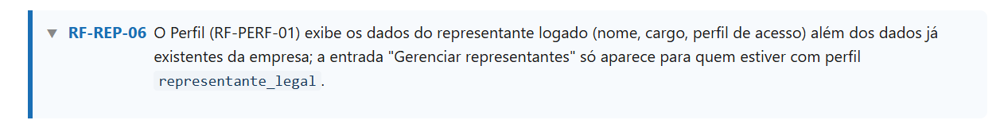 ▼ RF-REP-06 O Perfil (RF-PERF-01) exibe os dados do representante logado (nome, cargo, perfil de acesso) além dos dados já
existentes da empresa; a entrada "Gerenciar representantes" só aparece para quem estiver com perfil
representante_legal.